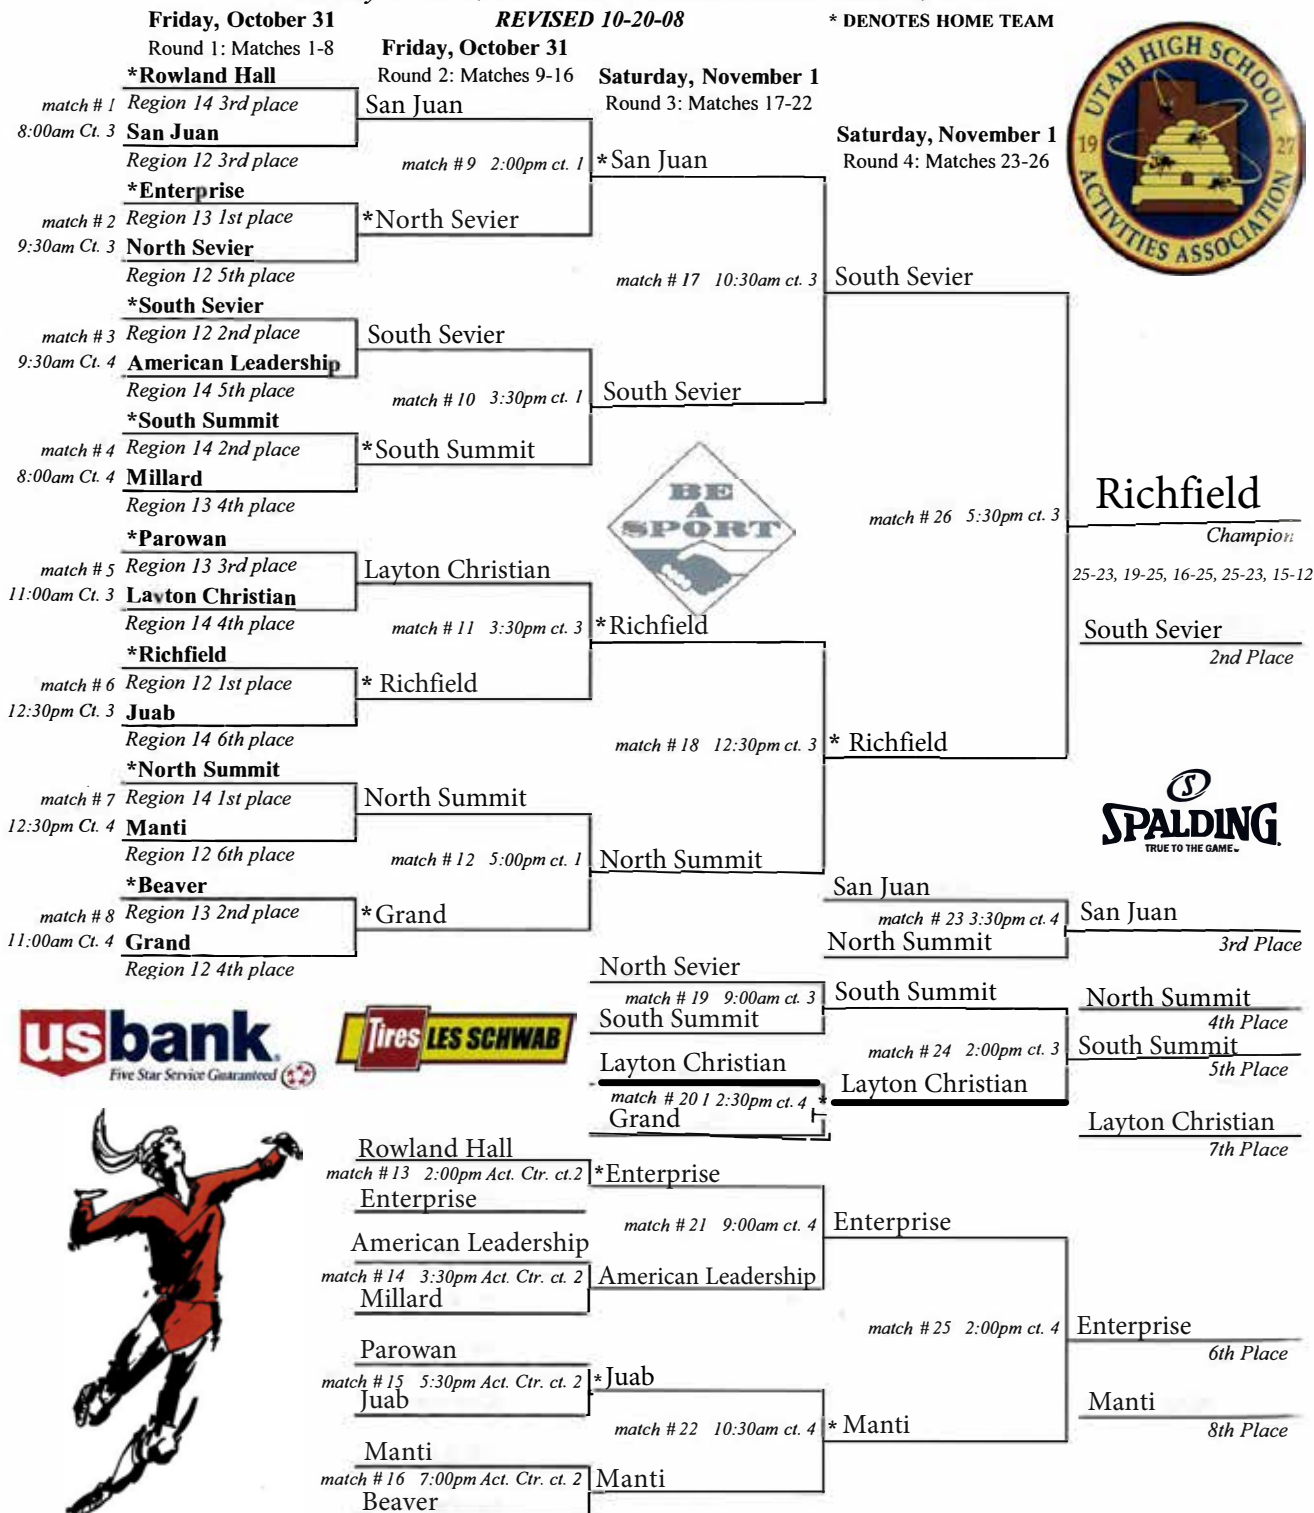 REVISED 10-20-08
* DENOTES HOME TEAM
Friday, October 31
Round 1: Matches 1-8
Friday, October 31
Round 2: Matches 9-16
Saturday, November 1
Round 3: Matches 17-22
Saturday, November 1
Round 4: Matches 23-26
UTAH HIGH SCHOOL
ACTIVITIES ASSOCIATION
19 27
*Rowland Hall
match # 1 Region 14 3rd place
8:00am Ct. 3 San Juan
Region 12 3rd place
*Enterprise
match # 2 Region 13 1st place
9:30am Ct. 3 North Sevier
Region 12 5th place
*South Sevier
match # 3 Region 12 2nd place
9:30am Ct. 4 American Leadership
Region 14 5th place
*South Summit
match # 4 Region 14 2nd place
8:00am Ct. 4 Millard
Region 13 4th place
*Parowan
match # 5 Region 13 3rd place
11:00am Ct. 3 Layton Christian
Region 14 4th place
*Richfield
match # 6 Region 12 1st place
12:30pm Ct. 3 Juab
Region 14 6th place
*North Summit
match # 7 Region 14 1st place
12:30pm Ct. 4 Manti
Region 12 6th place
*Beaver
match # 8 Region 13 2nd place
11:00am Ct. 4 Grand
Region 12 4th place
San Juan
match # 9 2:00pm ct. 1
*North Sevier
South Sevier
match # 10 3:30pm ct. 1
*South Summit
Layton Christian
match # 11 3:30pm ct. 3
* Richfield
North Summit
match # 12 5:00pm ct. 1
*Grand
*San Juan
match # 17 10:30am ct. 3
South Sevier
BE
A
SPORT
*Richfield
match # 18 12:30pm ct. 3
North Summit
South Sevier
match # 26 5:30pm ct. 3
* Richfield
Richfield
Champion
25-23, 19-25, 16-25, 25-23, 15-12
South Sevier
2nd Place
SPALDING
TRUE TO THE GAME
San Juan
match # 23 3:30pm ct. 4
North Summit
San Juan
3rd Place
North Summit
4th Place
North Sevier
match # 19 9:00am ct. 3
South Summit
Layton Christian
match # 20 1 2:30pm ct. 4
Grand
South Summit
match # 24 2:00pm ct. 3
*
Layton Christian
South Summit
5th Place
Layton Christian
7th Place
usbank.
Five Star Service Guaranteed
Tires LES SCHWAB
Rowland Hall
match # 13 2:00pm Act. Ctr. ct.2
Enterprise
American Leadership
match # 14 3:30pm Act. Ctr. ct. 2
Millard
Parowan
match # 15 5:30pm Act. Ctr. ct. 2
Juab
Manti
match # 16 7:00pm Act. Ctr. ct. 2
Beaver
*Enterprise
match # 21 9:00am ct. 4
American Leadership
*Juab
match # 22 10:30am ct. 4
Manti
Enterprise
match # 25 2:00pm ct. 4
* Manti
Enterprise
6th Place
Manti
8th Place